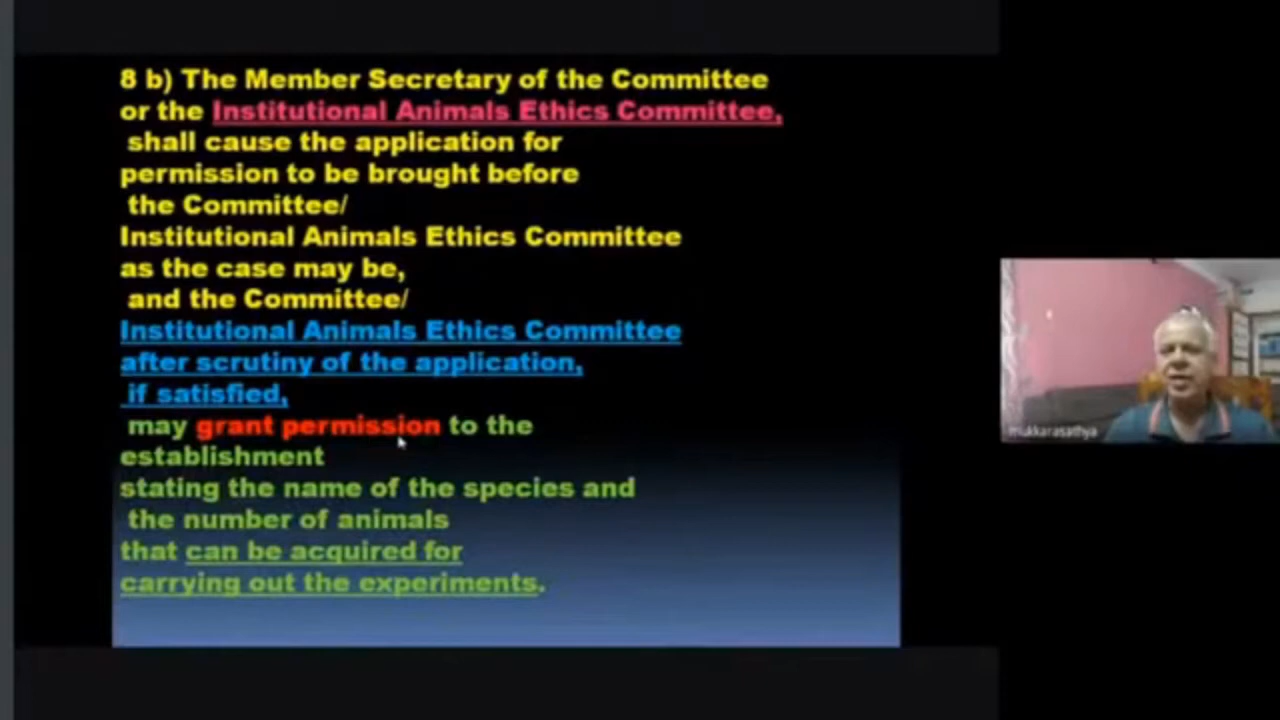 8 b) The Member Secretary of the Committee
or the Institutional Animals Ethics Committee,
shall cause the application for
permission to be brought before
the Committee/
Institutional Animals Ethics Committee
as the case may be,
and the Committee/
Institutional Animals Ethics Committee
after scrutiny of the application,
if satisfied,
may grant permission to the
establishment
stating the name of the species and
the number of animals
that can be acquired for
carrying out the experiments.
mukkarasathya